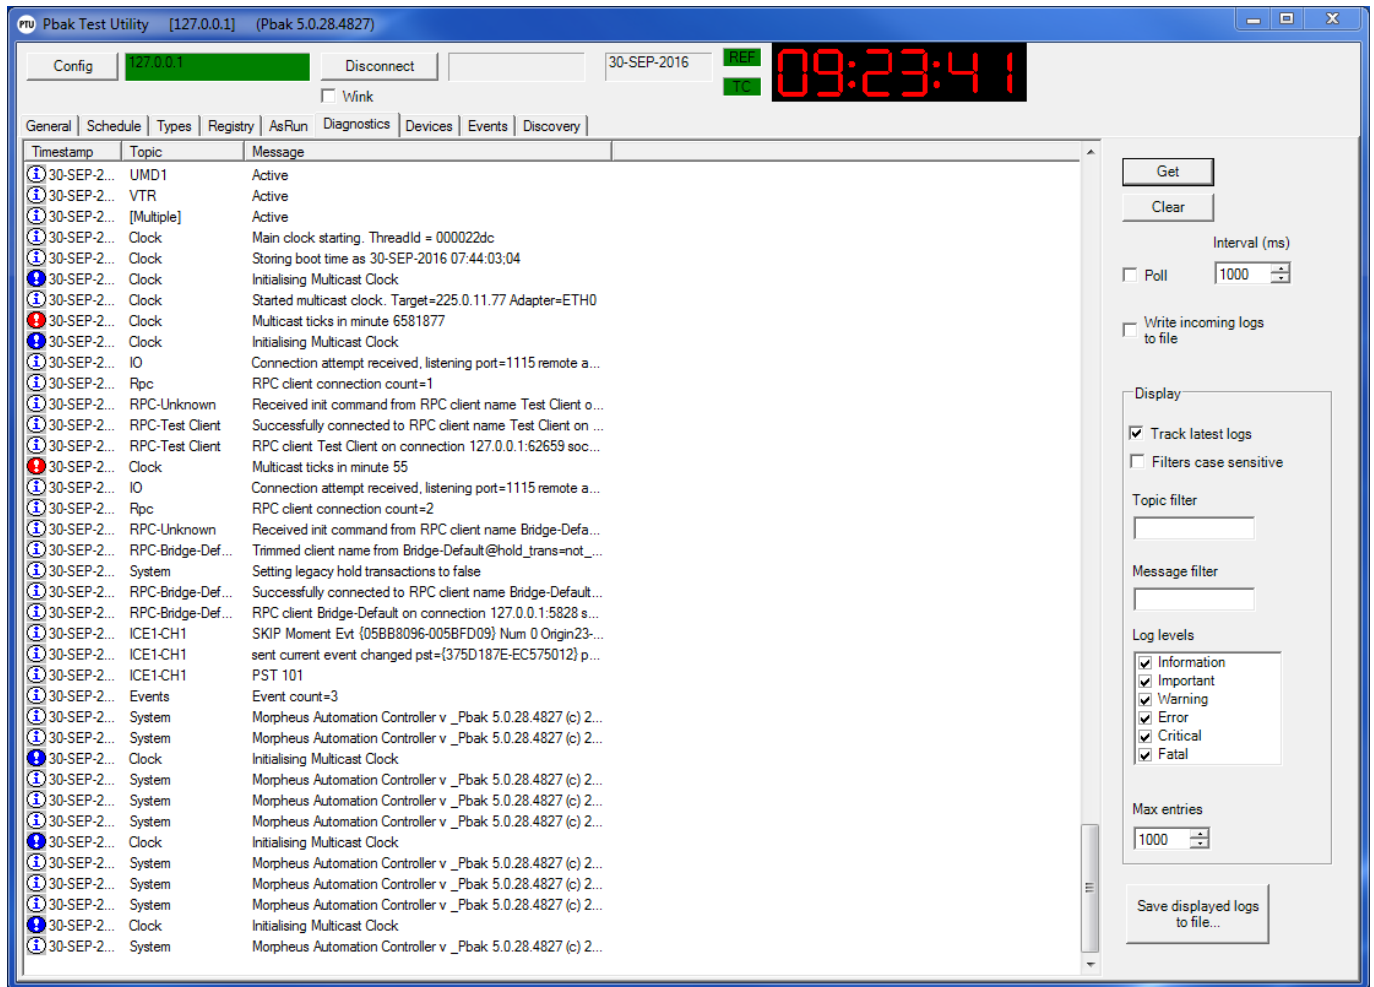 PTU Pbak Test Utility [127.0.0.1] (Pbak 5.0.28.4827)
Config 127.0.0.1 Disconnect 30-SEP-2016 REF 09:23:41
Wink TC
General Schedule Types Registry AsRun Diagnostics Devices Events Discovery
Timestamp Topic Message
30-SEP-2... UMD1 Active
30-SEP-2... VTR Active
30-SEP-2... [Multiple] Active
30-SEP-2... Clock Main clock starting. ThreadId = 000022dc
30-SEP-2... Clock Storing boot time as 30-SEP-2016 07:44:03;04
30-SEP-2... Clock Initialising Multicast Clock
30-SEP-2... Clock Started multicast clock. Target=225.0.11.77 Adapter=ETH0
30-SEP-2... Clock Multicast ticks in minute 6581877
30-SEP-2... Clock Initialising Multicast Clock
30-SEP-2... IO Connection attempt received, listening port=1115 remote a...
30-SEP-2... Rpc RPC client connection count=1
30-SEP-2... RPC-Unknown Received init command from RPC client name Test Client o...
30-SEP-2... RPC-Test Client Successfully connected to RPC client name Test Client on ...
30-SEP-2... RPC-Test Client RPC client Test Client on connection 127.0.0.1:62659 soc...
30-SEP-2... Clock Multicast ticks in minute 55
30-SEP-2... IO Connection attempt received, listening port=1115 remote a...
30-SEP-2... Rpc RPC client connection count=2
30-SEP-2... RPC-Unknown Received init command from RPC client name Bridge-Defa...
30-SEP-2... RPC-Bridge-Def... Trimmed client name from Bridge-Default@hold_trans=not_...
30-SEP-2... System Setting legacy hold transactions to false
30-SEP-2... RPC-Bridge-Def... Successfully connected to RPC client name Bridge-Default...
30-SEP-2... RPC-Bridge-Def... RPC client Bridge-Default on connection 127.0.0.1:5828 s...
30-SEP-2... ICE1-CH1 SKIP Moment Evt {05BB8096-005BFD09} Num 0 Origin23-...
30-SEP-2... ICE1-CH1 sent current event changed pst={375D187E-EC575012} p...
30-SEP-2... ICE1-CH1 PST 101
30-SEP-2... Events Event count=3
30-SEP-2... System Morpheus Automation Controller v _Pbak 5.0.28.4827 (c) 2...
30-SEP-2... System Morpheus Automation Controller v _Pbak 5.0.28.4827 (c) 2...
30-SEP-2... Clock Initialising Multicast Clock
30-SEP-2... System Morpheus Automation Controller v _Pbak 5.0.28.4827 (c) 2...
30-SEP-2... System Morpheus Automation Controller v _Pbak 5.0.28.4827 (c) 2...
30-SEP-2... System Morpheus Automation Controller v _Pbak 5.0.28.4827 (c) 2...
30-SEP-2... Clock Initialising Multicast Clock
30-SEP-2... System Morpheus Automation Controller v _Pbak 5.0.28.4827 (c) 2...
30-SEP-2... System Morpheus Automation Controller v _Pbak 5.0.28.4827 (c) 2...
30-SEP-2... System Morpheus Automation Controller v _Pbak 5.0.28.4827 (c) 2...
30-SEP-2... Clock Initialising Multicast Clock
30-SEP-2... System Morpheus Automation Controller v _Pbak 5.0.28.4827 (c) 2...
Get
Clear
Interval (ms)
Poll 1000
Write incoming logs
to file
Display
Track latest logs
Filters case sensitive
Topic filter
Message filter
Log levels
Information
Important
Warning
Error
Critical
Fatal
Max entries
1000
Save displayed logs
to file...